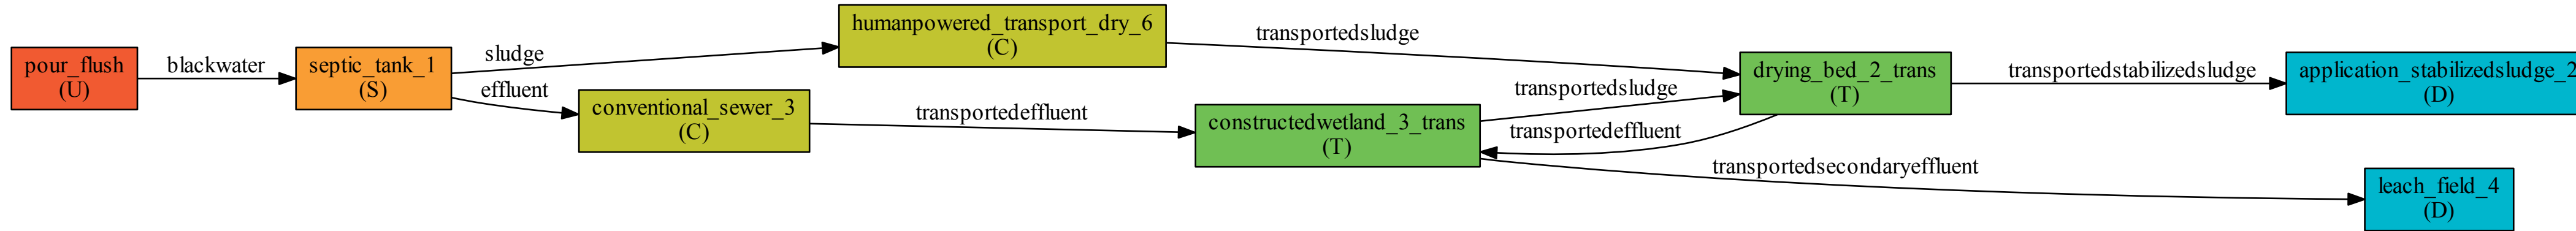 pour_flush
(U)
blackwater
septic_tank_1
(S)
sludge
effluent
humanpowered_transport_dry_6
(C)
conventional_sewer_3
(C)
transportedsludge
transportedeffluent
constructedwetland_3_trans
(T)
transportedsludge
transportedeffluent
drying_bed_2_trans
(T)
transportedstabilizedsludge
transportedsecondaryeffluent
application_stabilizedsludge_2
(D)
leach_field_4
(D)